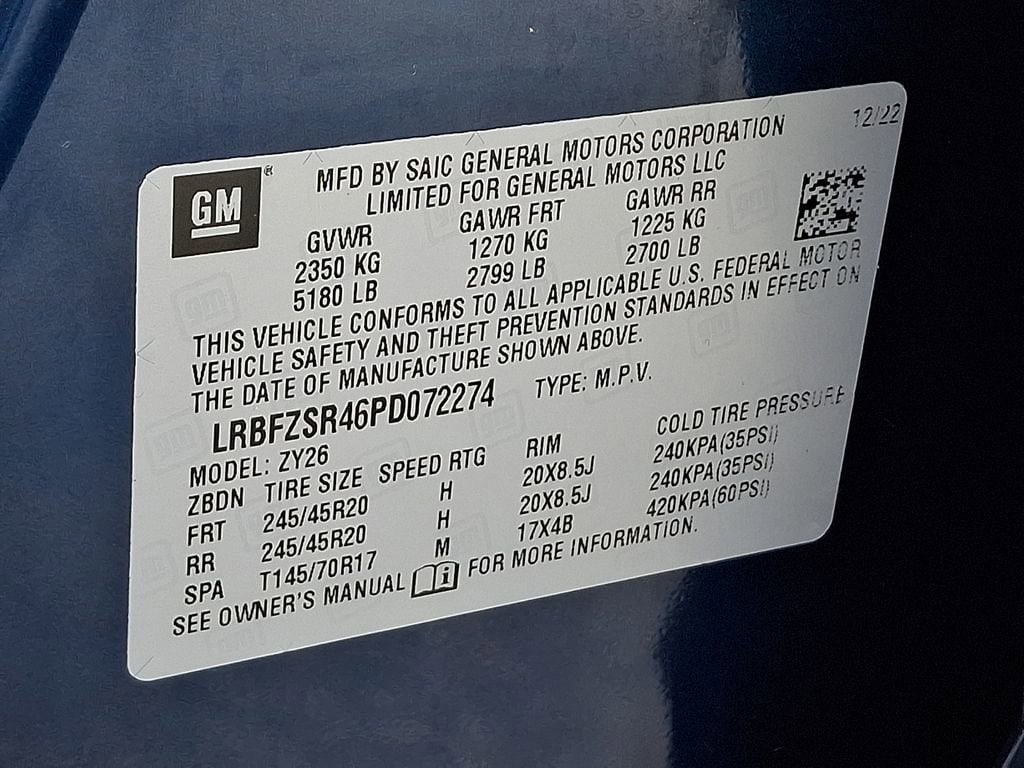 GM ®
MFD BY SAIC GENERAL MOTORS CORPORATION 12/22
LIMITED FOR GENERAL MOTORS LLC
GVWR GAWR FRT GAWR RR
2350 KG 1270 KG 1225 KG
5180 LB 2799 LB 2700 LB
THIS VEHICLE CONFORMS TO ALL APPLICABLE U.S. FEDERAL MOTOR
VEHICLE SAFETY AND THEFT PREVENTION STANDARDS IN EFFECT ON
THE DATE OF MANUFACTURE SHOWN ABOVE.
LRBFZSR46PD072274 TYPE: M.P.V.
MODEL: ZY26
ZBDN TIRE SIZE SPEED RTG RIM COLD TIRE PRESSURE
FRT 245/45R20 H 20X8.5J 240KPA(35PSI)
RR 245/45R20 H 20X8.5J 240KPA(35PSI)
SPA T145/70R17 M 17X4B 420KPA(60PSI)
SEE OWNER'S MANUAL FOR MORE INFORMATION.